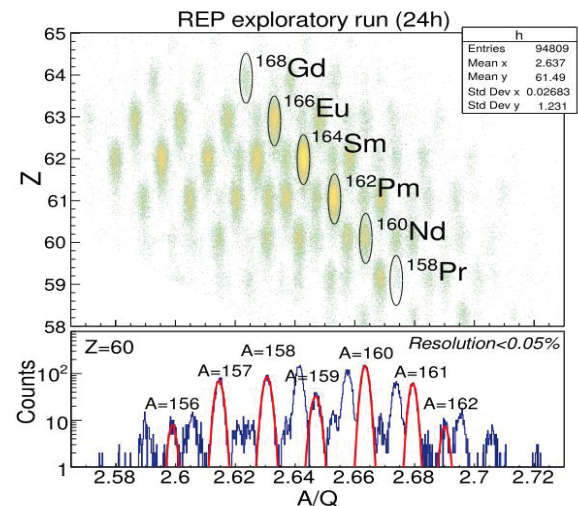 REP exploratory run (24h)
h
Entries 94809
Mean x 2.637
Mean y 61.49
Std Dev x 0.02683
Std Dev y 1.231
65
64
63
62
61
60
59
58
Z
168Gd
166Eu
164Sm
162Pm
160Nd
158Pr
Z=60
Resolution<0.05%
A=156
A=157
A=158
A=159
A=160
A=161
A=162
Counts
10²
10
1
2.58 2.6 2.62 2.64 2.66 2.68 2.7 2.72
A/Q